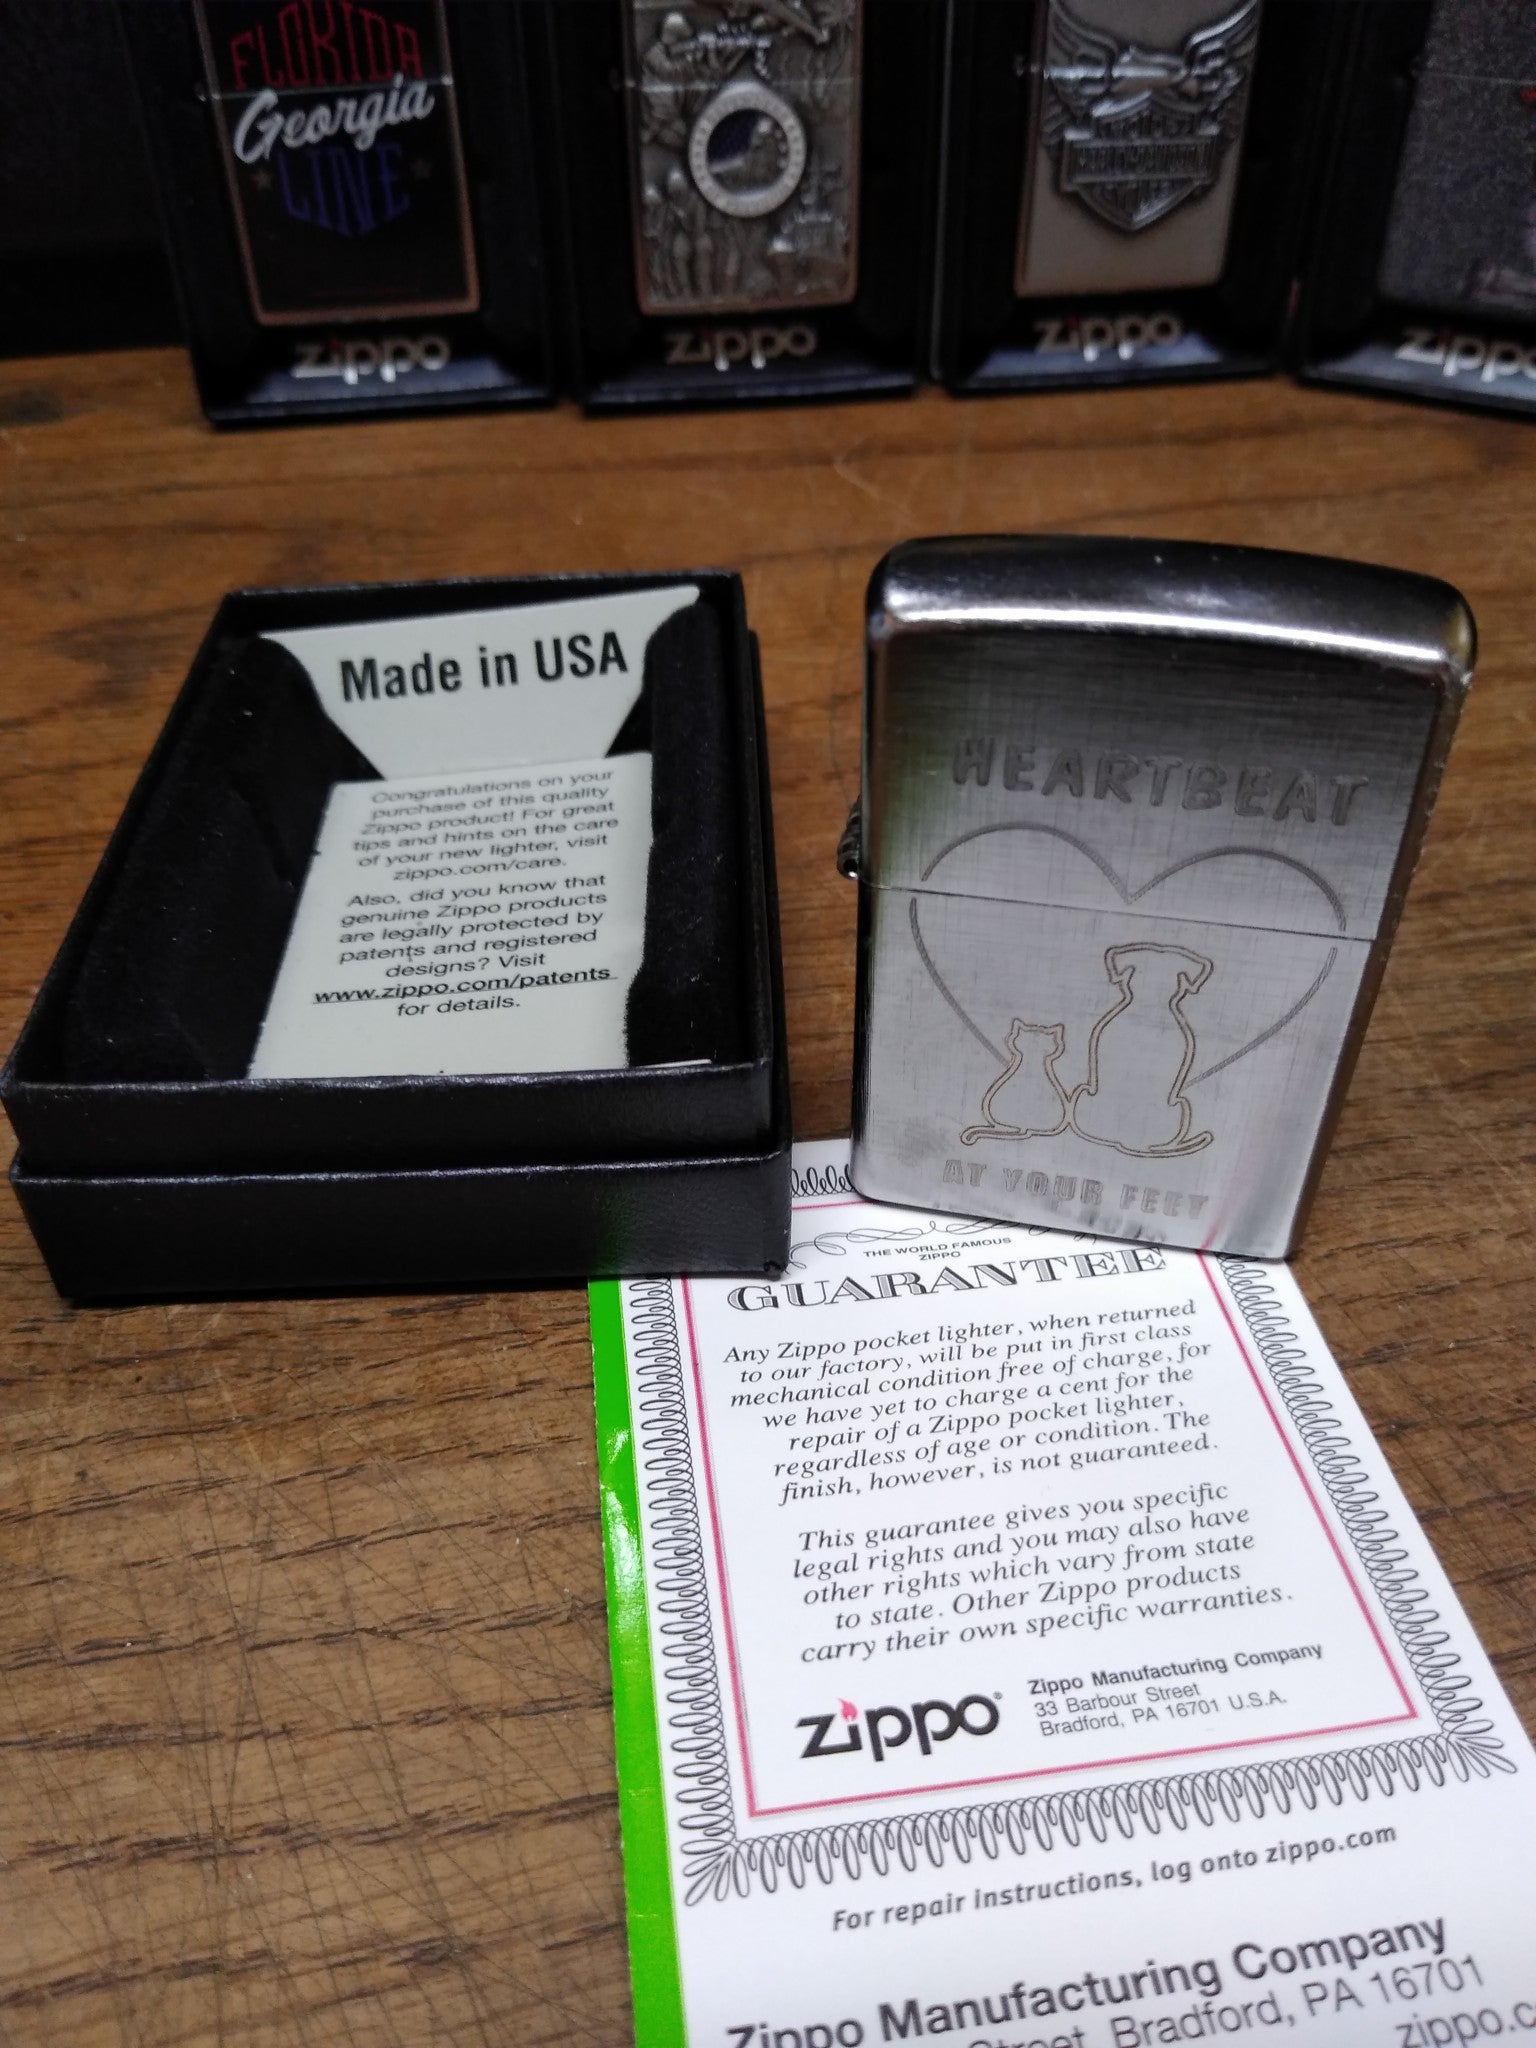 FLORIDA
Georgia
LINE
zippo
zippo
zippo
zippo
Made in USA
Congratulations on your
purchase of this quality
Zippo product! For great
tips and hints on the care
of your new lighter, visit
zippo.com/care.
Also, did you know that
genuine Zippo products
are legally protected by
patents and registered
designs? Visit
www.zippo.com/patents
for details.
HEARTBEAT
AT YOUR FEET
THE WORLD FAMOUS
ZIPPO
GUARANTEE
Any Zippo pocket lighter, when returned
to our factory, will be put in first class
mechanical condition free of charge, for
we have yet to charge a cent for the
repair of a Zippo pocket lighter,
regardless of age or condition. The
finish, however, is not guaranteed.
This guarantee gives you specific
legal rights and you may also have
other rights which vary from state
to state. Other Zippo products
carry their own specific warranties.
zippo®
Zippo Manufacturing Company
33 Barbour Street
Bradford, PA 16701 U.S.A.
For repair instructions, log onto zippo.com
Zippo Manufacturing Company
Street, Bradford, PA 16701
zippo.c